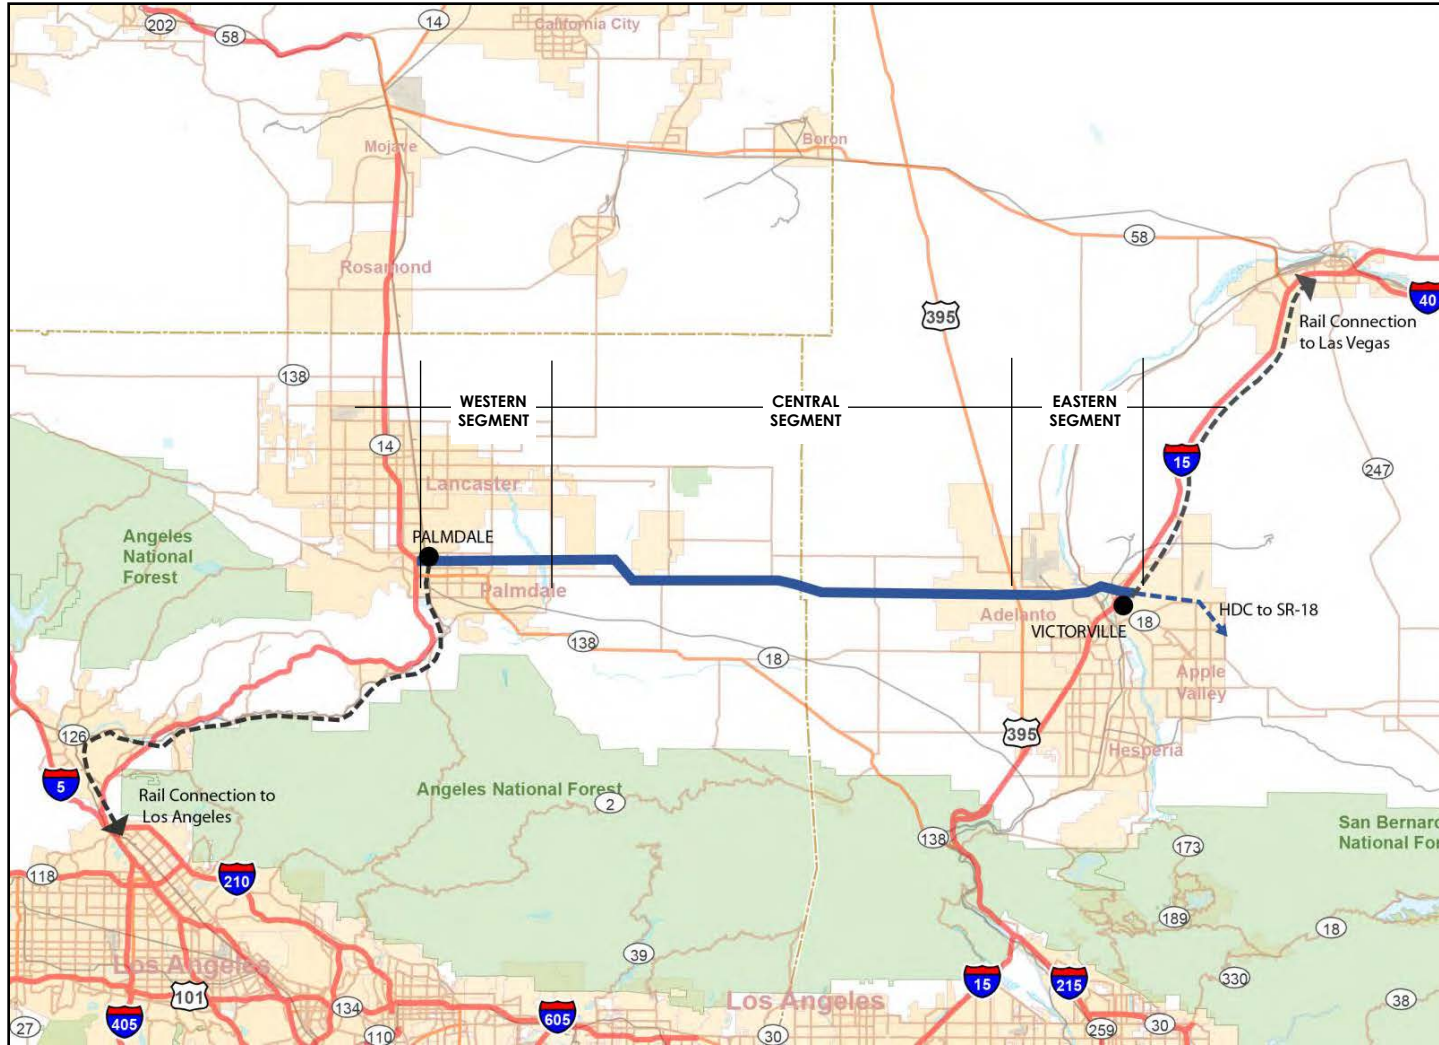 202
58
14
California City
Mojave
Boron
Rosamond
58
395
40
Rail Connection
to Las Vegas
138
WESTERN
SEGMENT
CENTRAL
SEGMENT
EASTERN
SEGMENT
14
15
247
Lancaster
Angeles
National
Forest
PALMDALE
Palmdale
Adelanto
HDC to SR-18
VICTORVILLE
18
138
18
Apple
Valley
126
395
Hesperia
5
Rail Connection to
Los Angeles
Angeles National Forest
2
138
San Bernard
National For
173
118
210
189
18
Los Angeles
39
15
215
330
101
Los Angeles
38
27
405
134
110
605
30
259
30